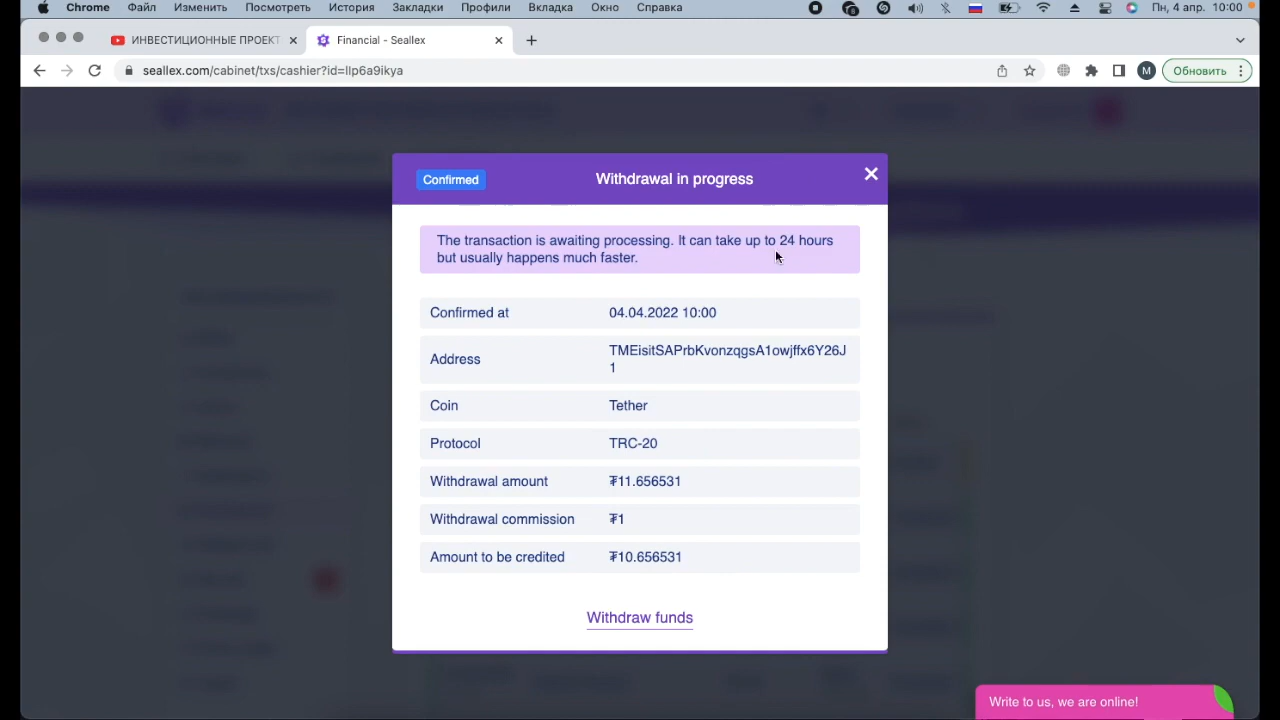 Chrome Файл Изменить Посмотреть История Закладки Профили Вкладка Окно Справка Пн, 4 апр. 10:00
ИНВЕСТИЦИОННЫЕ ПРОЕКТ Financial - Seallex
seallex.com/cabinet/txs/cashier?id=llp6a9ikya M Обновить
Confirmed Withdrawal in progress
The transaction is awaiting processing. It can take up to 24 hours
but usually happens much faster.
Confirmed at 04.04.2022 10:00
Address TMEisitSAPrbKvonzqgsA1owjffx6Y26J
1
Coin Tether
Protocol TRC-20
Withdrawal amount ₮11.656531
Withdrawal commission ₮1
Amount to be credited ₮10.656531
Withdraw funds
Write to us, we are online!